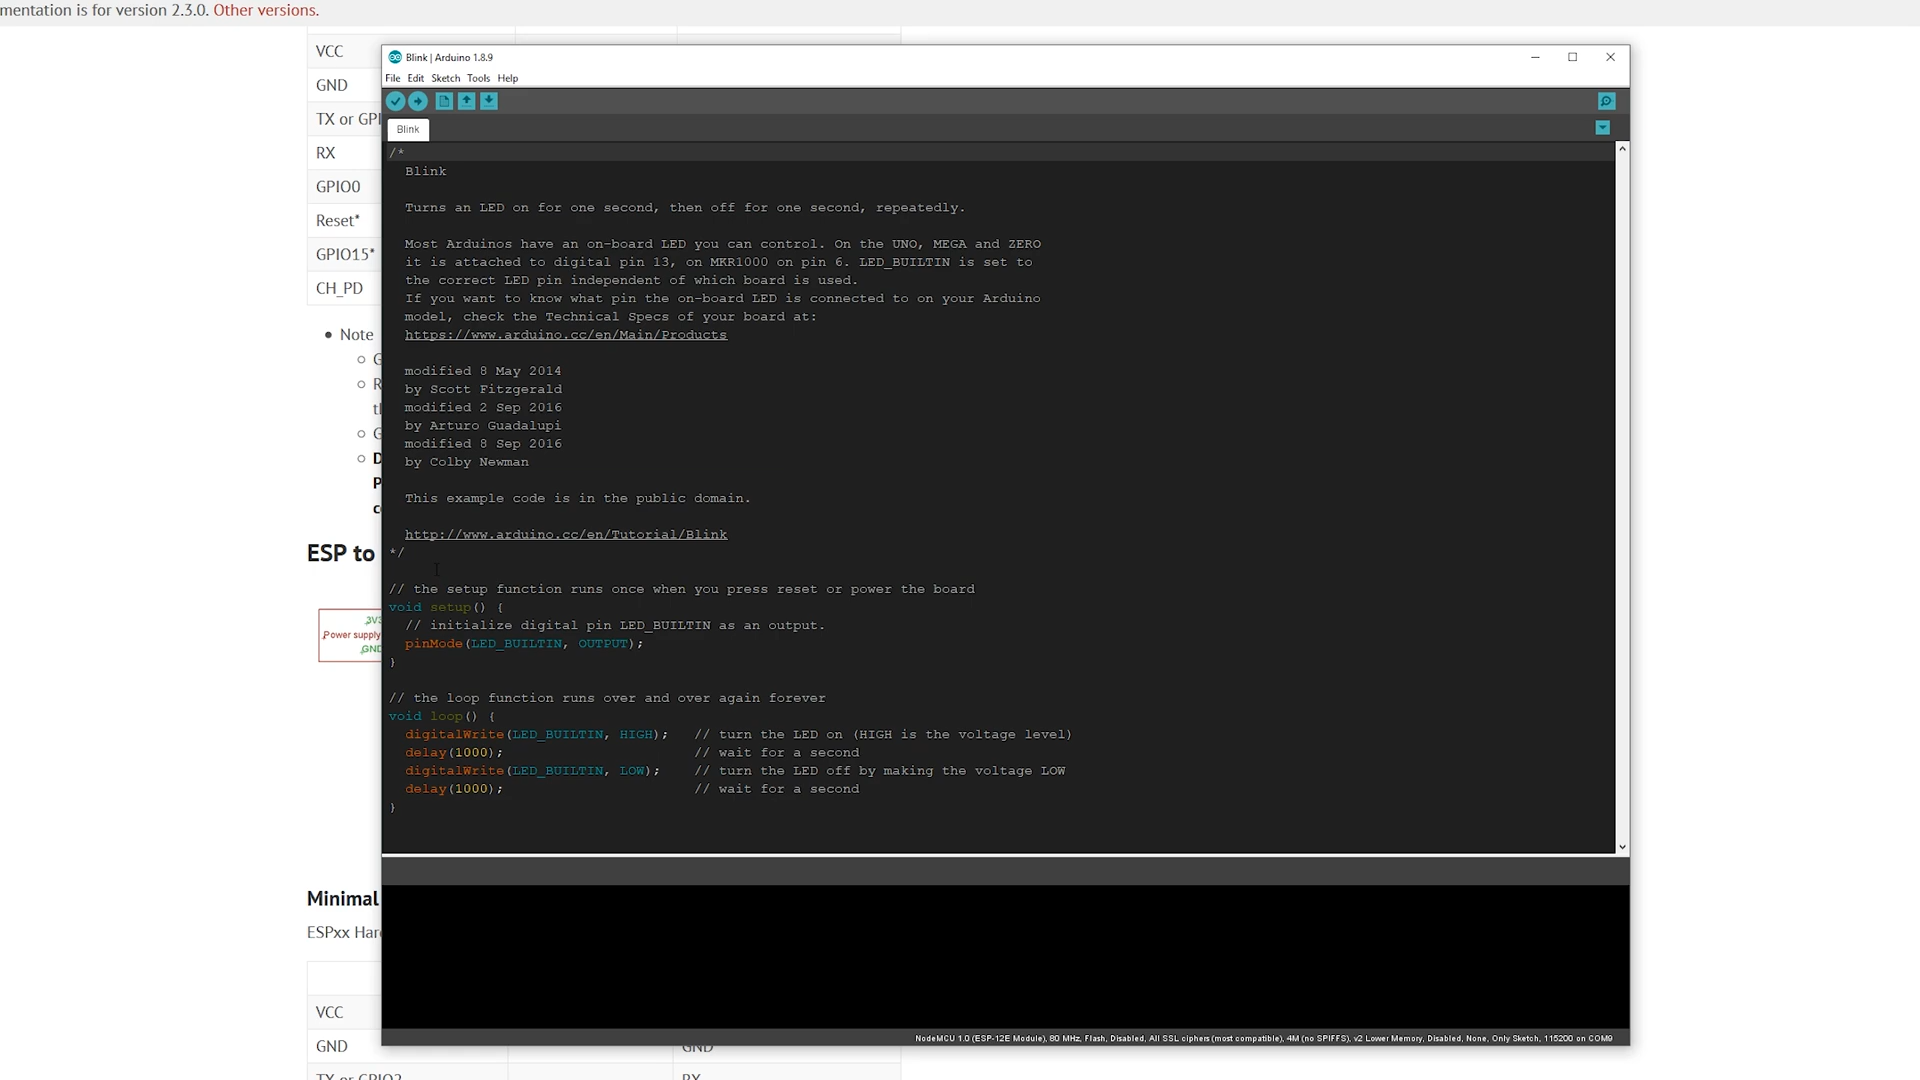 mentation is for version 2.3.0. Other versions.
VCC
GND
TX or GPI
RX
GPIO0
Reset*
GPIO15*
CH_PD
Note
G
R
G
D
P
ESP to
3V3
Power supply
GND
Minimal
ESPxx Har
VCC
GND
GND
TX or GPIO2
RX
Blink | Arduino 1.8.9
File Edit Sketch Tools Help
Blink
/*
Blink
Turns an LED on for one second, then off for one second, repeatedly.
Most Arduinos have an on-board LED you can control. On the UNO, MEGA and ZERO
it is attached to digital pin 13, on MKR1000 on pin 6. LED_BUILTIN is set to
the correct LED pin independent of which board is used.
If you want to know what pin the on-board LED is connected to on your Arduino
model, check the Technical Specs of your board at:
https://www.arduino.cc/en/Main/Products
modified 8 May 2014
by Scott Fitzgerald
modified 2 Sep 2016
by Arturo Guadalupi
modified 8 Sep 2016
by Colby Newman
This example code is in the public domain.
http://www.arduino.cc/en/Tutorial/Blink
*/
// the setup function runs once when you press reset or power the board
void setup() {
// initialize digital pin LED_BUILTIN as an output.
pinMode(LED_BUILTIN, OUTPUT);
}
// the loop function runs over and over again forever
void loop() {
digitalWrite(LED_BUILTIN, HIGH); // turn the LED on (HIGH is the voltage level)
delay(1000); // wait for a second
digitalWrite(LED_BUILTIN, LOW); // turn the LED off by making the voltage LOW
delay(1000); // wait for a second
}
NodeMCU 1.0 (ESP-12E Module), 80 MHz, Flash, Disabled, All SSL ciphers (most compatible), 4M (no SPIFFS), v2 Lower Memory, Disabled, None, Only Sketch, 115200 on COM9